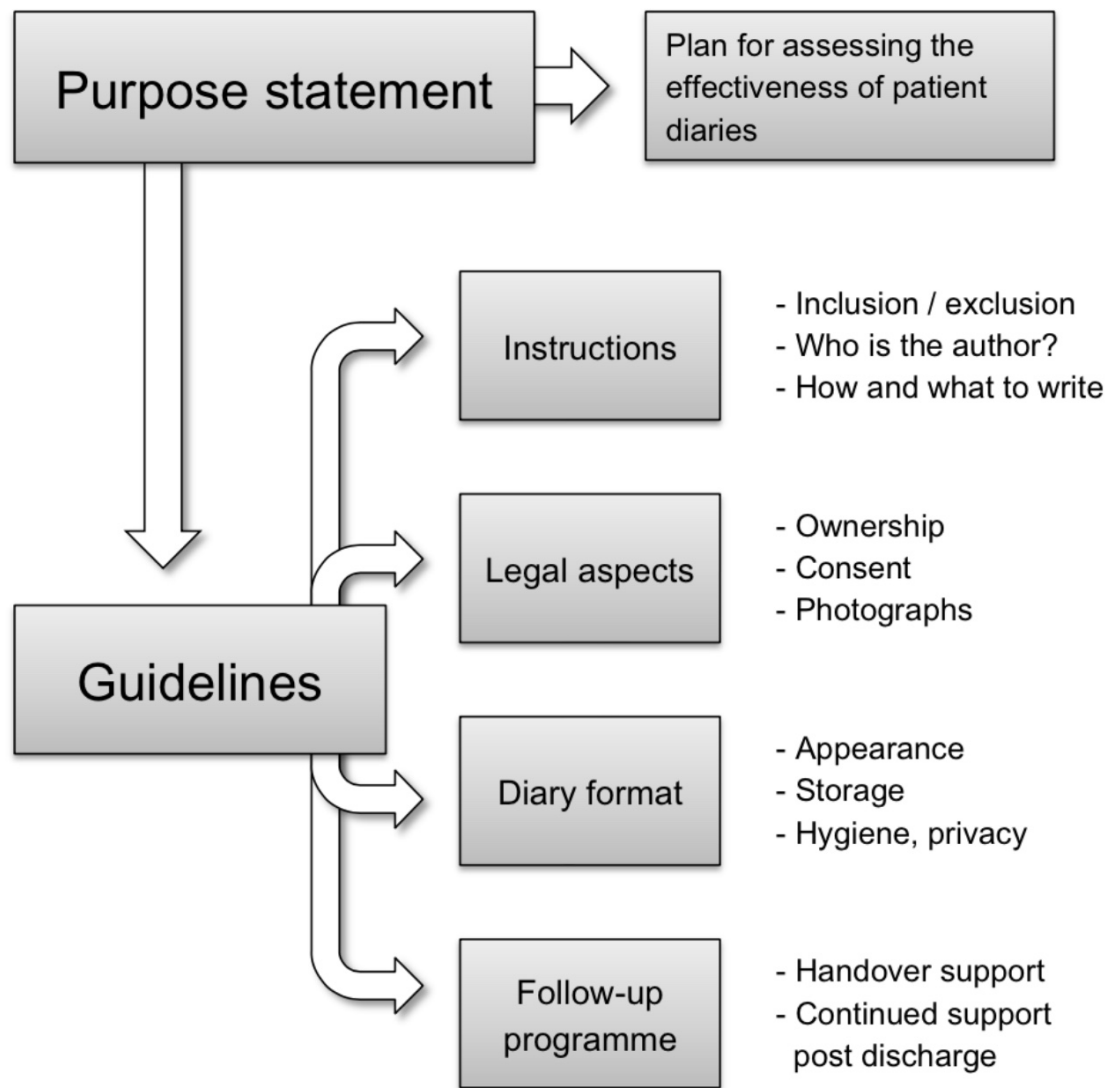 Purpose statement
Plan for assessing the
effectiveness of patient
diaries
Instructions
- Inclusion / exclusion
- Who is the author?
- How and what to write
Legal aspects
- Ownership
- Consent
- Photographs
Guidelines
Diary format
- Appearance
- Storage
- Hygiene, privacy
Follow-up
programme
- Handover support
- Continued support
post discharge